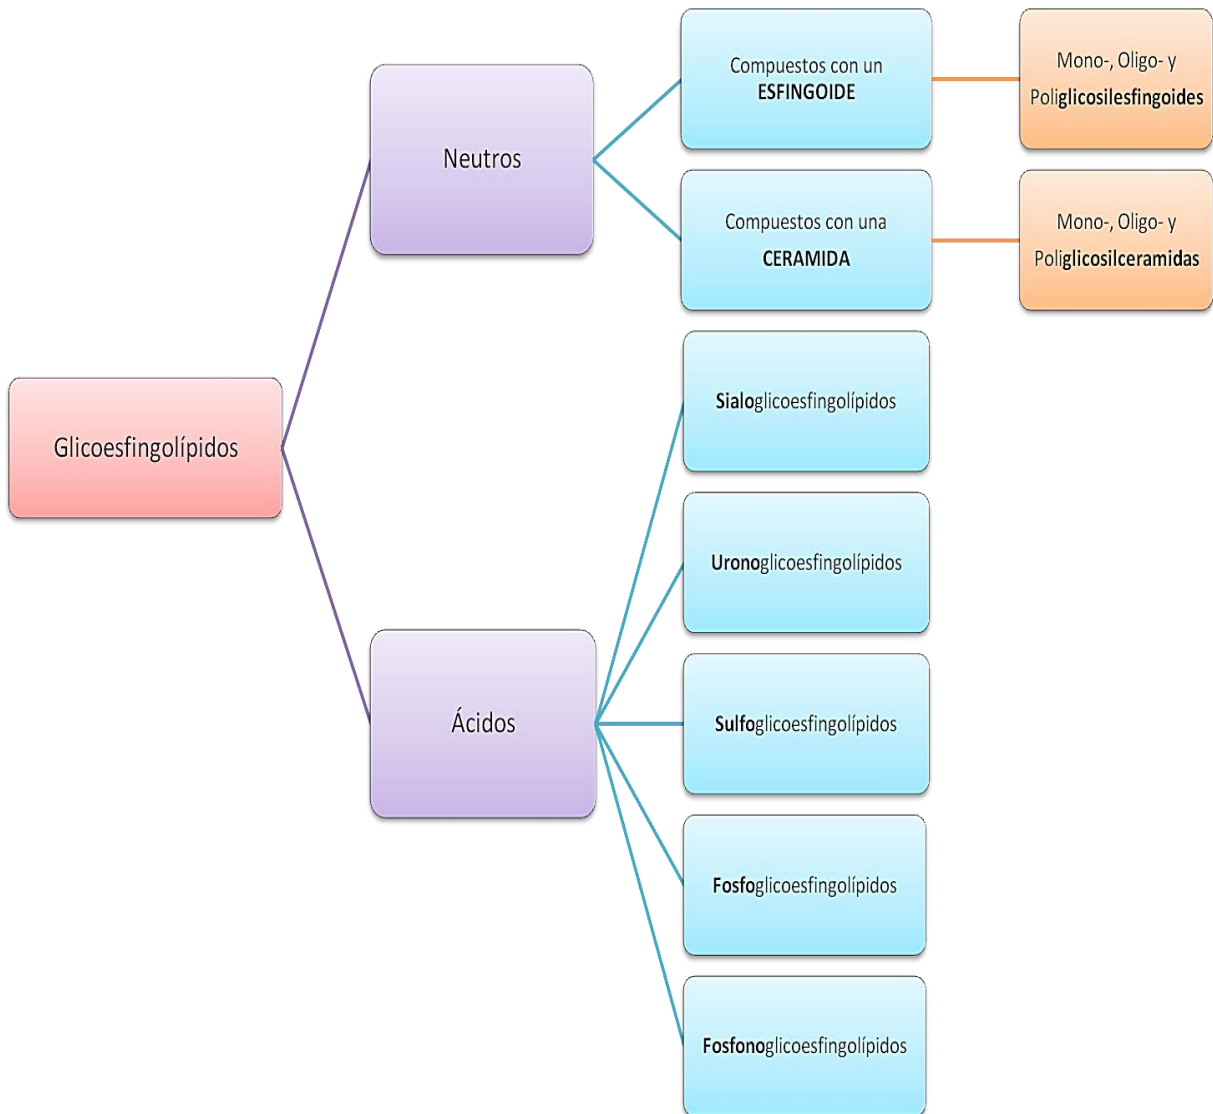 Glicoesfingolípidos
Neutros
Compuestos con un
ESFINGOIDE
Mono-, Oligo- y
Poliglicosilesfingoides
Compuestos con una
CERAMIDA
Mono-, Oligo- y
Poliglicosilceramidas
Ácidos
Sialoglicoesfingolípidos
Uronoglicoesfingolípidos
Sulfoglicoesfingolípidos
Fosfoglicoesfingolípidos
Fosfonoglicoesfingolípidos